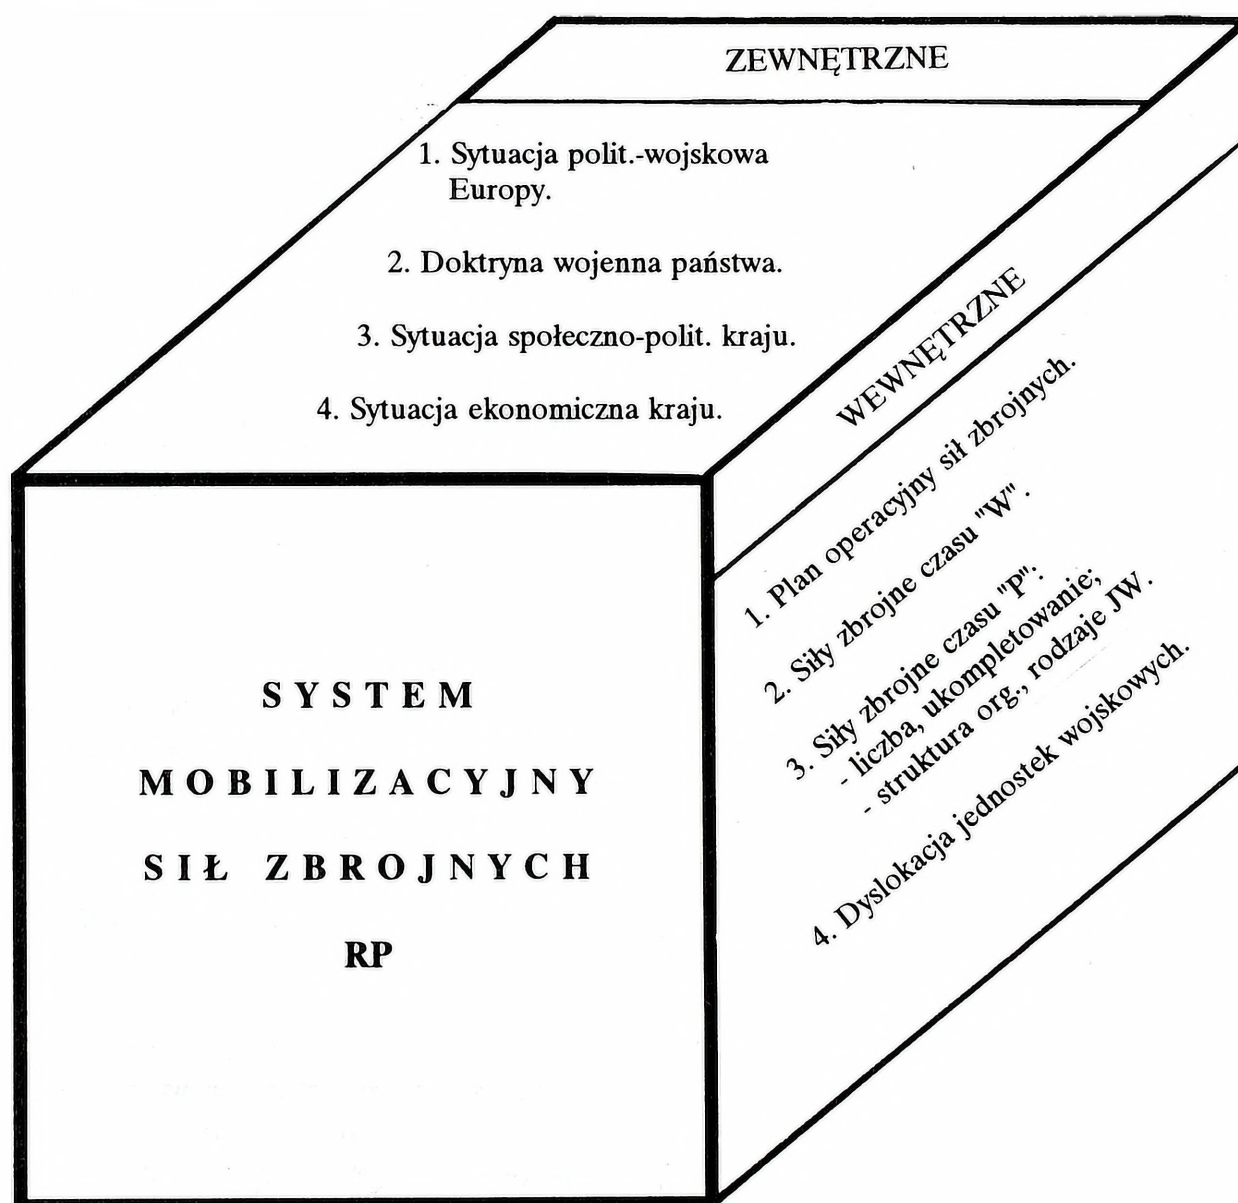 ZEWNĘTRZNE
1. Sytuacja polit.-wojskowa
Europy.
2. Doktryna wojenna państwa.
3. Sytuacja społeczno-polit. kraju.
4. Sytuacja ekonomiczna kraju.
WEWNĘTRZNE
1. Plan operacyjny sił zbrojnych.
2. Siły zbrojne czasu "W".
3. Siły zbrojne czasu "P":
- liczba, ukompletowanie;
- struktura org., rodzaje JW.
4. Dyslokacja jednostek wojskowych.
SYSTEM
MOBILIZACYJNY
SIŁ ZBROJNYCH
RP